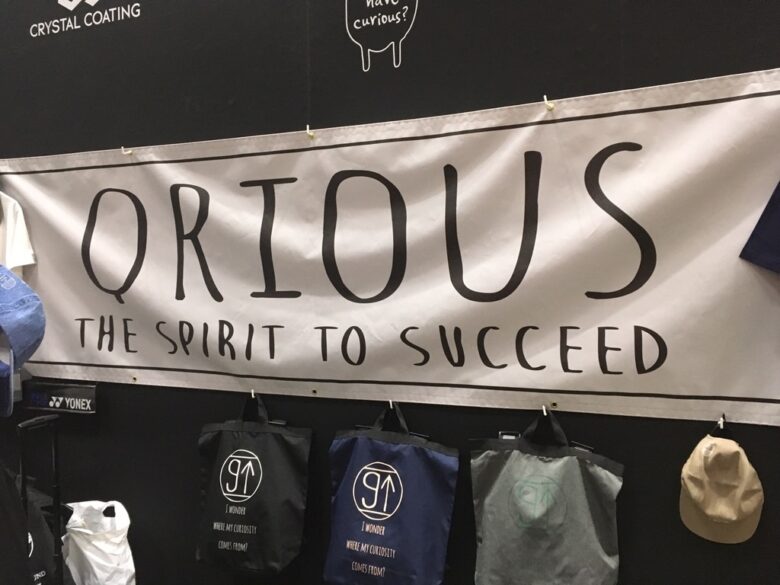 CRYSTAL COATING
have
curious?
QRIOUS
THE SPIRIT TO SUCCEED
YONEX
I WONDER
WHERE MY CURIOSITY
COMES FROM?
I WONDER
WHERE MY CURIOSITY
COMES FROM?